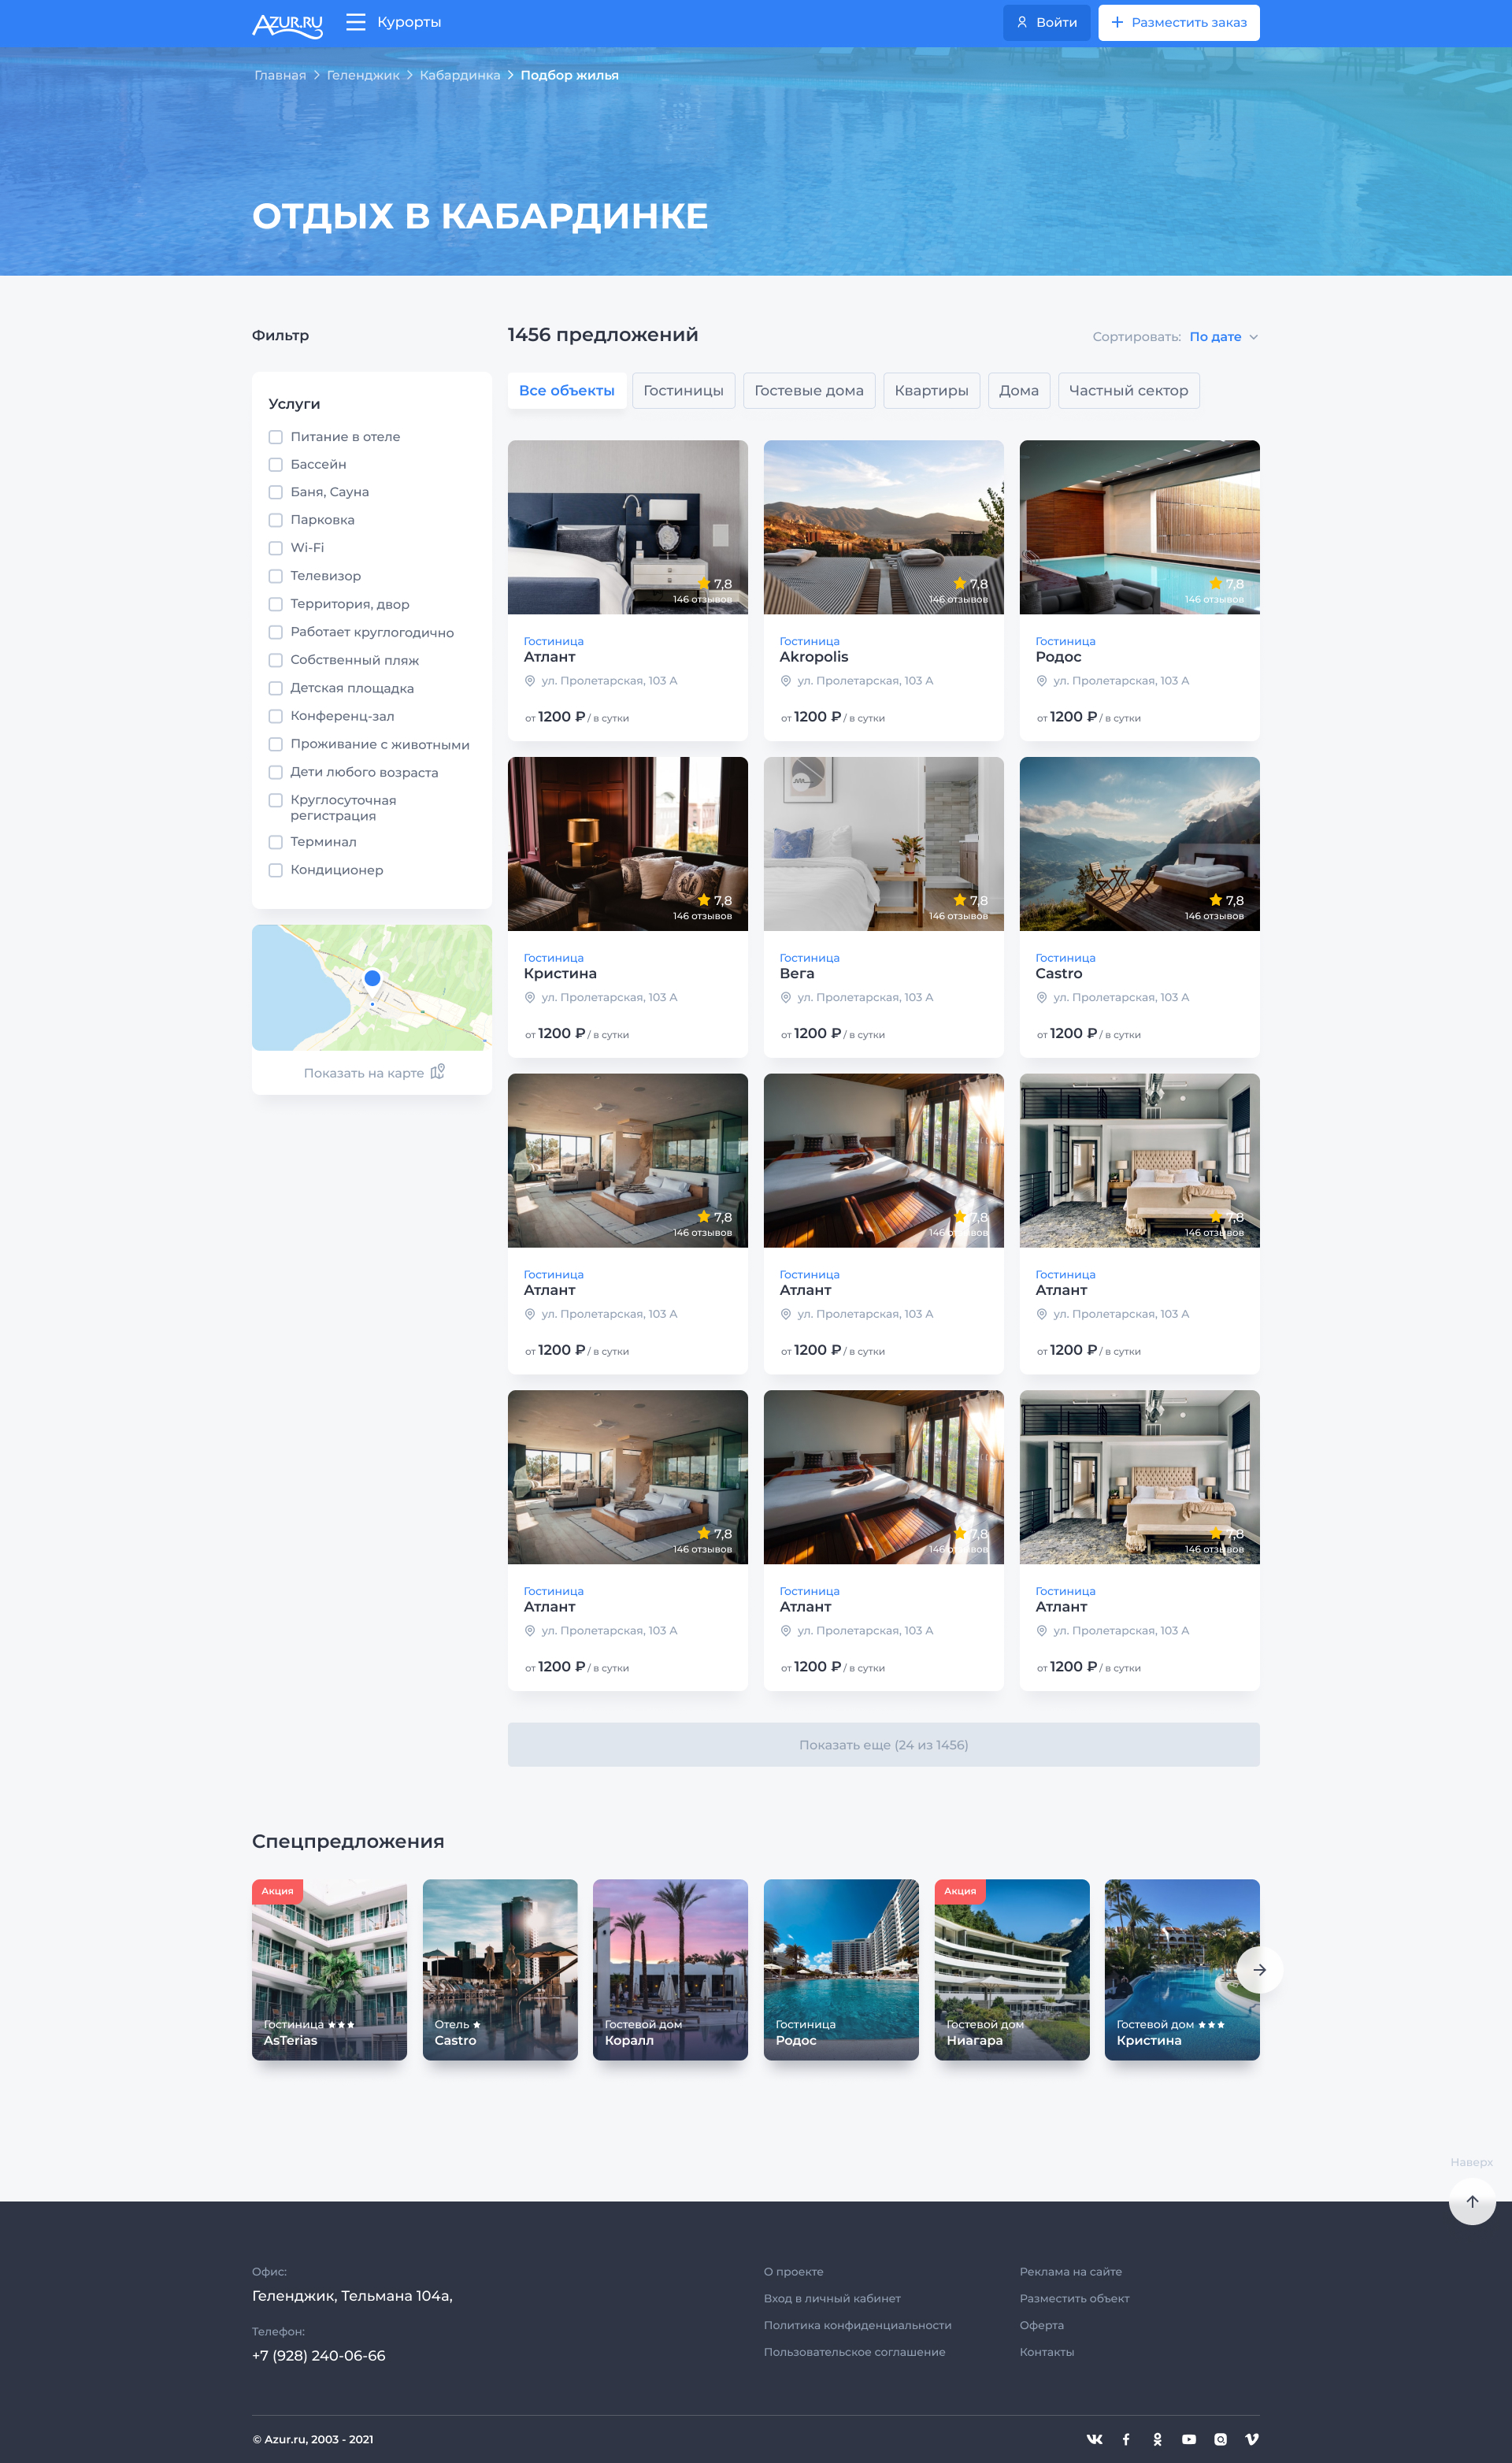 AZUR.RU
Курорты
Войти
Разместить заказ
Главная > Геленджик > Кабардинка > Подбор жилья
ОТДЫХ В КАБАРДИНКЕ
Фильтр
Услуги
Питание в отеле
Бассейн
Баня, Сауна
Парковка
Wi-Fi
Телевизор
Территория, двор
Работает круглогодично
Собственный пляж
Детская площадка
Конференц-зал
Проживание с животными
Дети любого возраста
Круглосуточная
регистрация
Терминал
Кондиционер
Показать на карте
1456 предложений
Сортировать: По дате
Все объекты
Гостиницы
Гостевые дома
Квартиры
Дома
Частный сектор
7,8
146 отзывов
Гостиница
Атлант
ул. Пролетарская, 103 А
от 1200 ₽ / в сутки
7,8
146 отзывов
Гостиница
Akropolis
ул. Пролетарская, 103 А
от 1200 ₽ / в сутки
7,8
146 отзывов
Гостиница
Родос
ул. Пролетарская, 103 А
от 1200 ₽ / в сутки
7,8
146 отзывов
Гостиница
Кристина
ул. Пролетарская, 103 А
от 1200 ₽ / в сутки
7,8
146 отзывов
Гостиница
Вега
ул. Пролетарская, 103 А
от 1200 ₽ / в сутки
7,8
146 отзывов
Гостиница
Castro
ул. Пролетарская, 103 А
от 1200 ₽ / в сутки
7,8
146 отзывов
Гостиница
Атлант
ул. Пролетарская, 103 А
от 1200 ₽ / в сутки
7,8
146 отзывов
Гостиница
Атлант
ул. Пролетарская, 103 А
от 1200 ₽ / в сутки
7,8
146 отзывов
Гостиница
Атлант
ул. Пролетарская, 103 А
от 1200 ₽ / в сутки
7,8
146 отзывов
Гостиница
Атлант
ул. Пролетарская, 103 А
от 1200 ₽ / в сутки
7,8
146 отзывов
Гостиница
Атлант
ул. Пролетарская, 103 А
от 1200 ₽ / в сутки
7,8
146 отзывов
Гостиница
Атлант
ул. Пролетарская, 103 А
от 1200 ₽ / в сутки
Показать еще (24 из 1456)
Спецпредложения
Акция
Гостиница ★★★
AsTerias
Отель ★
Castro
Гостевой дом
Коралл
Гостиница
Родос
Акция
Гостевой дом
Ниагара
Гостевой дом ★★★
Кристина
Наверх
Офис:
Геленджик, Тельмана 104а,
Телефон:
+7 (928) 240-06-66
О проекте
Вход в личный кабинет
Политика конфиденциальности
Пользовательское соглашение
Реклама на сайте
Разместить объект
Оферта
Контакты
© Azur.ru, 2003 - 2021